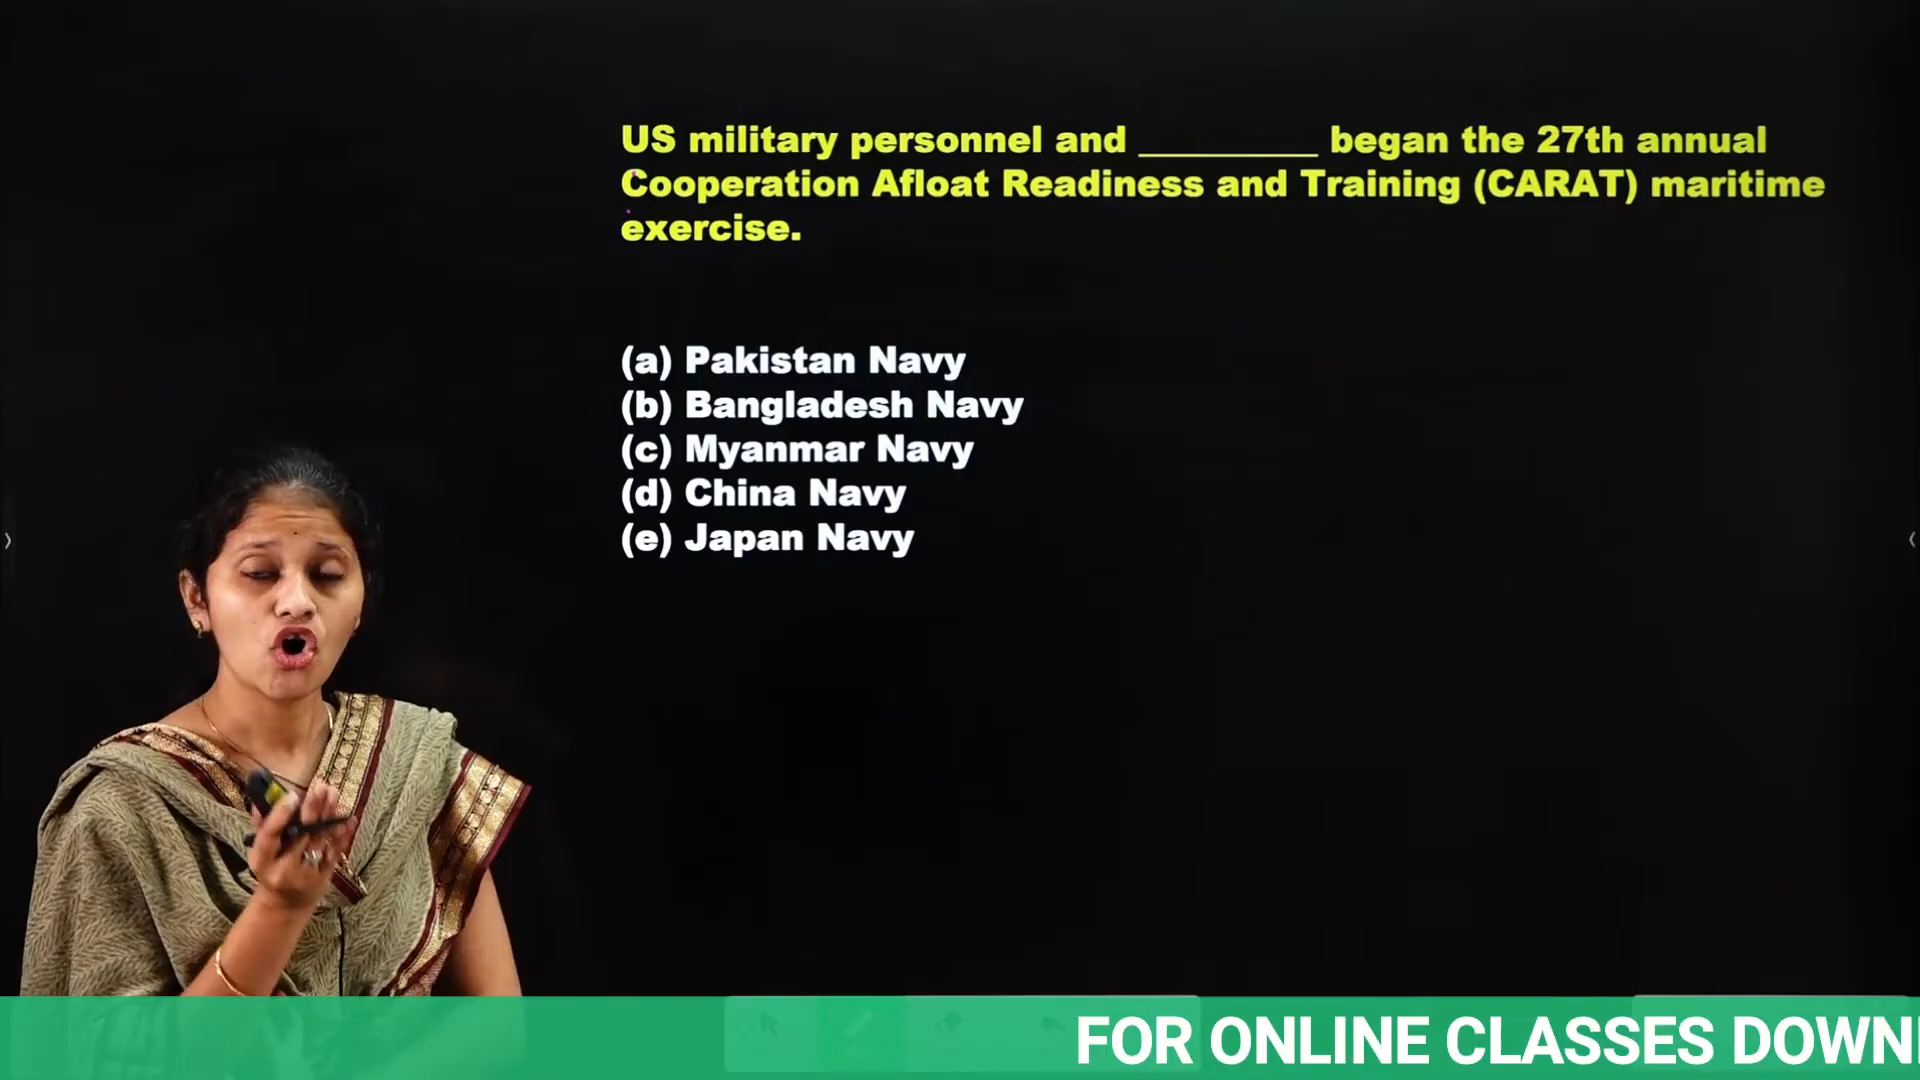 US military personnel and __________ began the 27th annual
Cooperation Afloat Readiness and Training (CARAT) maritime
exercise.
(a) Pakistan Navy
(b) Bangladesh Navy
(c) Myanmar Navy
(d) China Navy
(e) Japan Navy
FOR ONLINE CLASSES DOWN